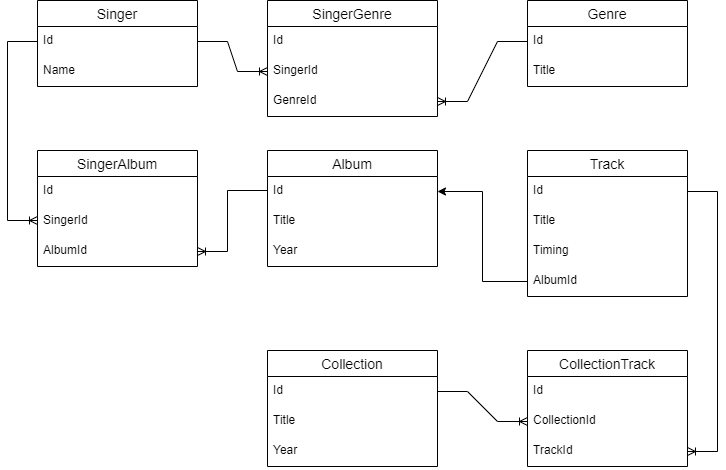 Singer
Id
Name
SingerGenre
Id
SingerId
GenreId
Genre
Id
Title
SingerAlbum
Id
SingerId
AlbumId
Album
Id
Title
Year
Track
Id
Title
Timing
AlbumId
Collection
Id
Title
Year
CollectionTrack
Id
CollectionId
TrackId